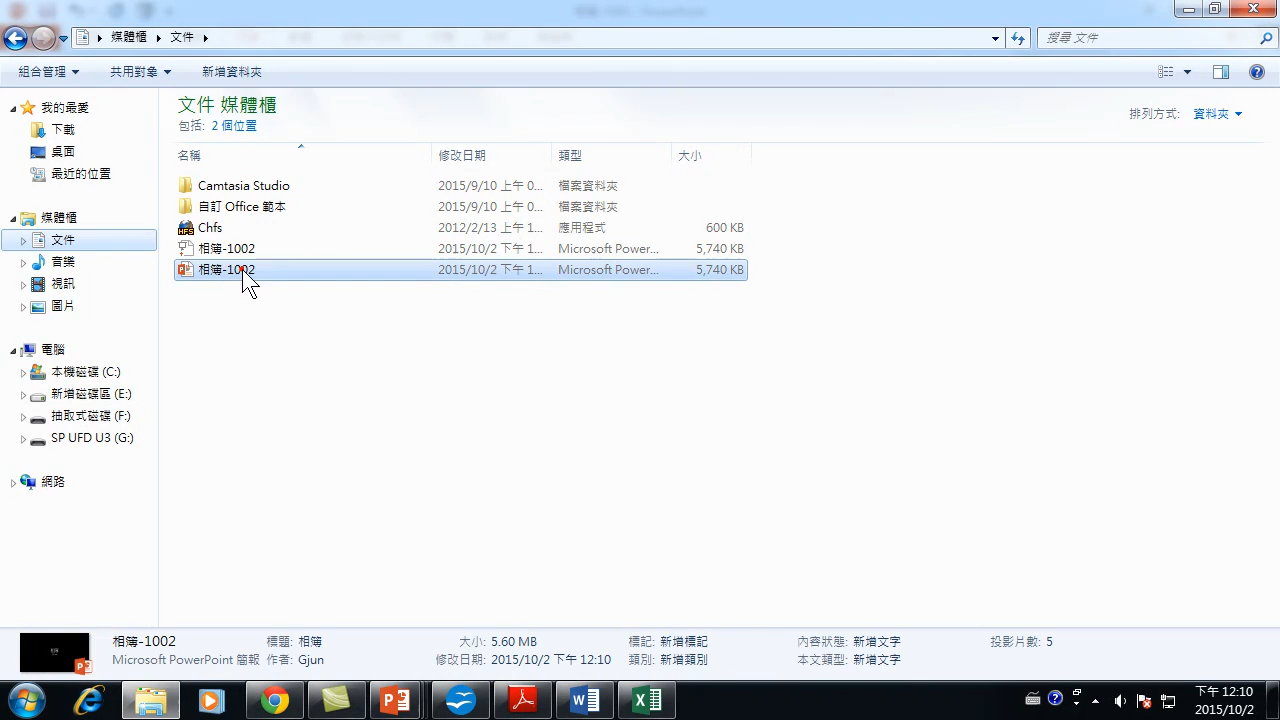 媒體櫃 文件
搜尋 文件
組合管理 共用對象 新增資料夾
文件 媒體櫃
包括: 2 個位置
排列方式: 資料夾
名稱 修改日期 類型 大小
Camtasia Studio 2015/9/10 上午 0... 檔案資料夾
自訂 Office 範本 2015/9/10 上午 0... 檔案資料夾
Chfs 2012/2/13 上午 1... 應用程式 600 KB
相簿-1002 2015/10/2 下午 1... Microsoft Power... 5,740 KB
相簿-1002 2015/10/2 下午 1... Microsoft Power... 5,740 KB
我的最愛
下載
桌面
最近的位置
媒體櫃
文件
音樂
視訊
圖片
電腦
本機磁碟 (C:)
新增磁碟區 (E:)
抽取式磁碟 (F:)
SP UFD U3 (G:)
網路
相簿-1002 標題: 相簿 大小: 5.60 MB 標記: 新增標記 內容狀態: 新增文字 投影片數: 5
Microsoft PowerPoint 簡報 作者: Gjun 修改日期: 2015/10/2 下午 12:10 類別: 新增類別 本文類型: 新增文字
下午 12:10
2015/10/2